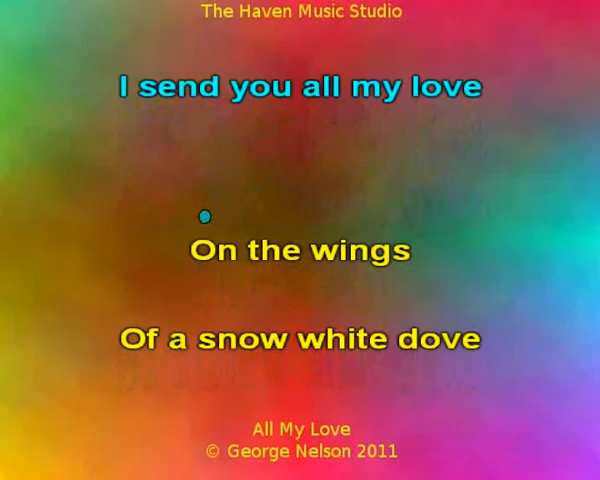 The Haven Music Studio
I send you all my love
On the wings
Of a snow white dove
All My Love
© George Nelson 2011